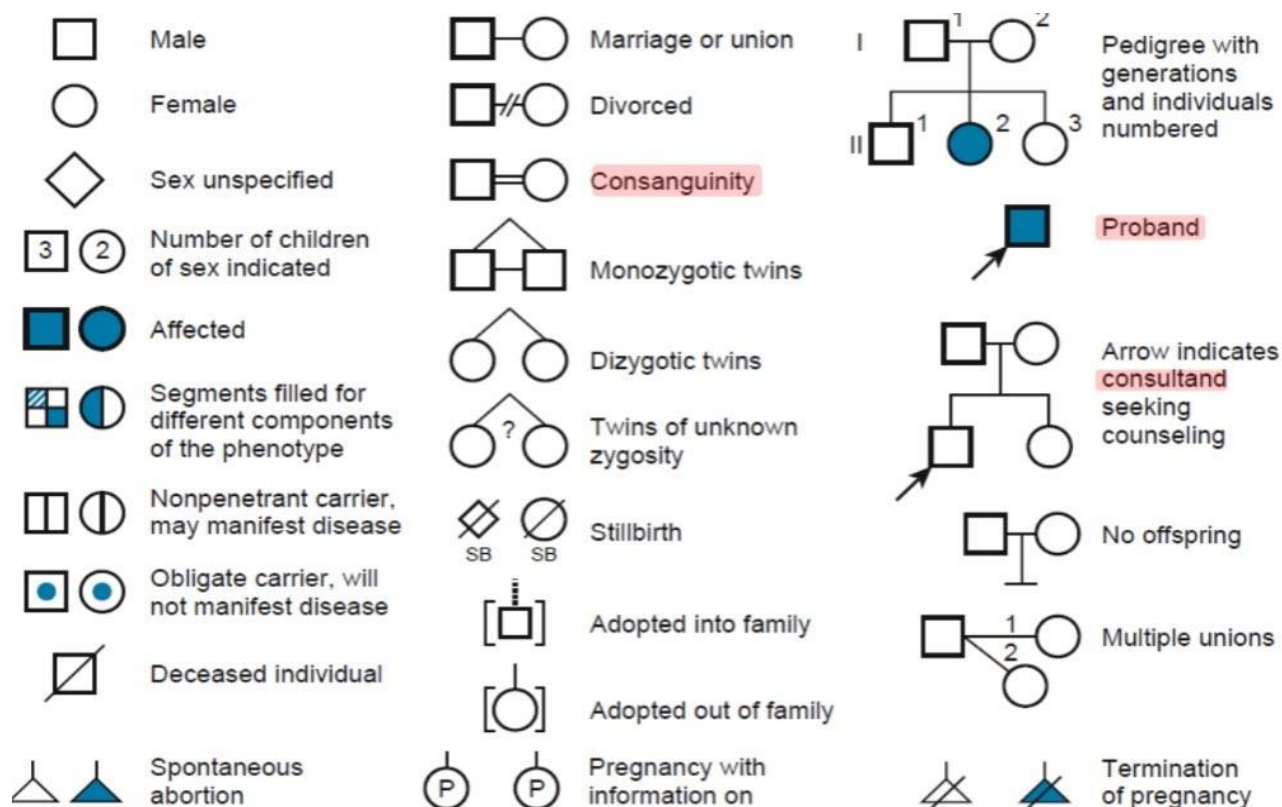 Male
Female
Sex unspecified
3 2
Number of children
of sex indicated
Affected
Segments filled for
different components
of the phenotype
Nonpenetrant carrier,
may manifest disease
Obligate carrier, will
not manifest disease
Deceased individual
Spontaneous
abortion
Marriage or union
Divorced
Consanguinity
Monozygotic twins
Dizygotic twins
?
Twins of unknown
zygosity
SB SB
Stillbirth
Adopted into family
Adopted out of family
P P
Pregnancy with
information on
I 1 2
II 1 2 3
Pedigree with
generations
and individuals
numbered
Proband
Arrow indicates
consultand
seeking
counseling
No offspring
1
2
Multiple unions
Termination
of pregnancy